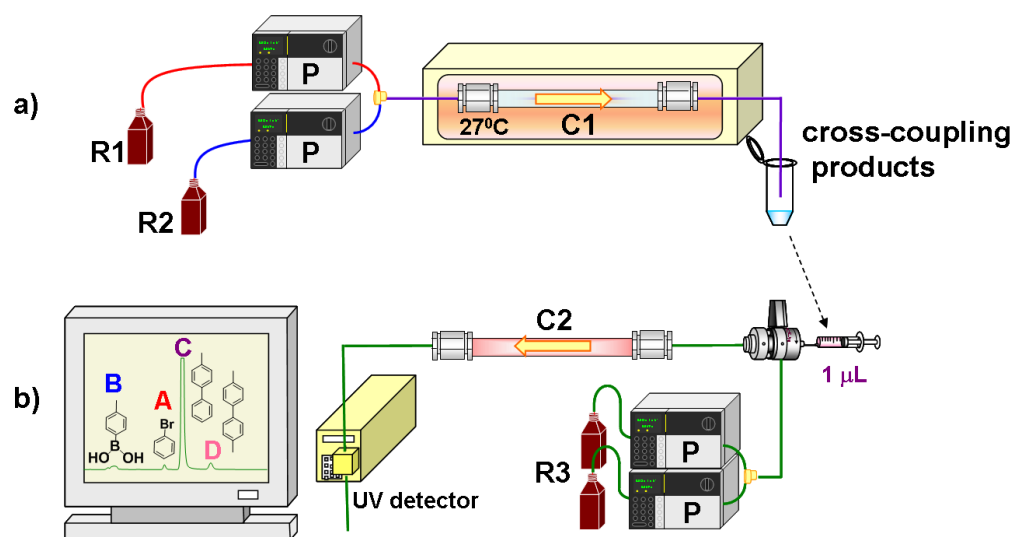 a)
P
P
R1
R2
27⁰C
C1
cross-coupling
products
b)
B
A
C
D
Br
B
HO
OH
UV detector
C2
1 µL
R3
P
P